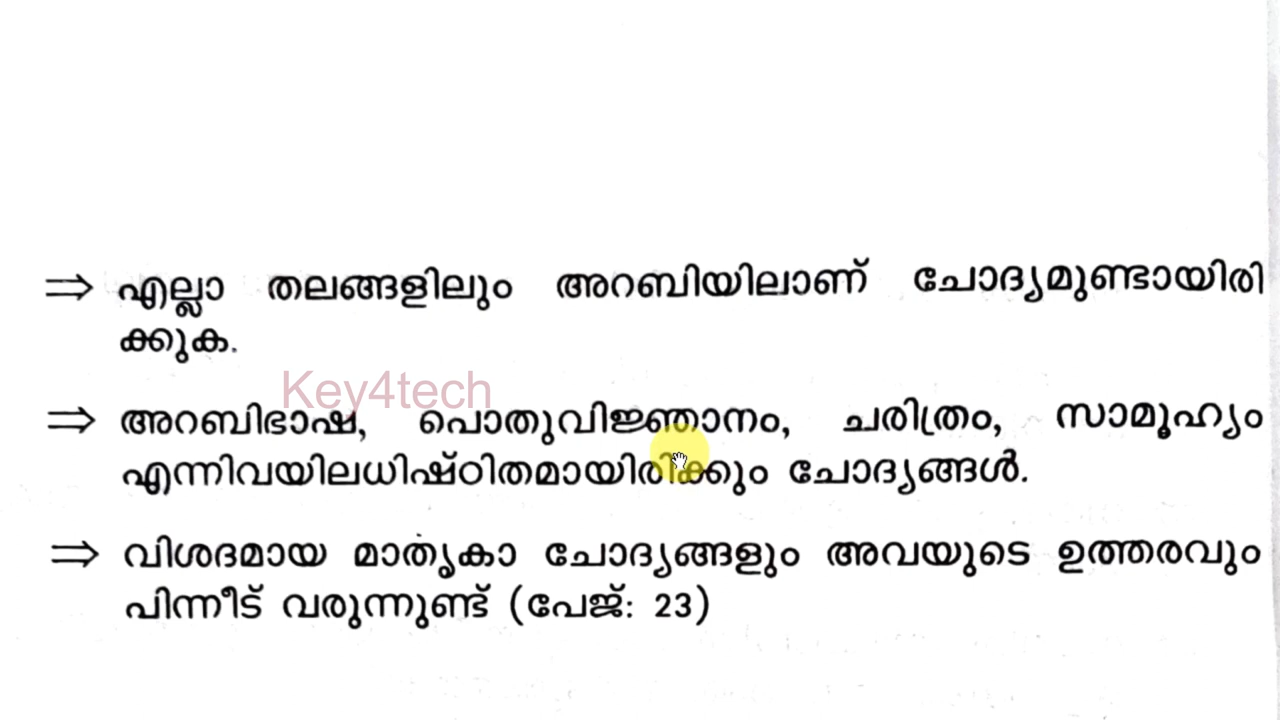 ⇒ എല്ലാ തലങ്ങളിലും അറബിയിലാണ് ചോദ്യമുണ്ടായിരി
ക്കുക.
Key4tech
⇒ അറബിഭാഷ, പൊതുവിജ്ഞാനം, ചരിത്രം, സാമൂഹ്യം
എന്നിവയിലധിഷ്ഠിതമായിരിക്കും ചോദ്യങ്ങൾ.
⇒ വിശദമായ മാതൃകാ ചോദ്യങ്ങളും അവയുടെ ഉത്തരവും
പിന്നീട് വരുന്നുണ്ട് (പേജ്: 23)